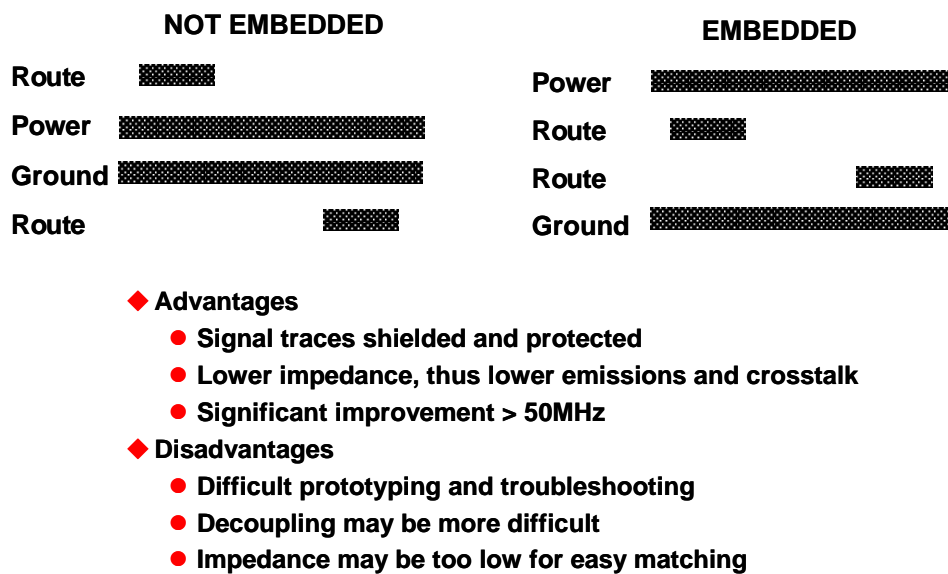 NOT EMBEDDED
Route
Power
Ground
Route
EMBEDDED
Power
Route
Route
Ground
Advantages
Signal traces shielded and protected
Lower impedance, thus lower emissions and crosstalk
Significant improvement > 50MHz
Disadvantages
Difficult prototyping and troubleshooting
Decoupling may be more difficult
Impedance may be too low for easy matching